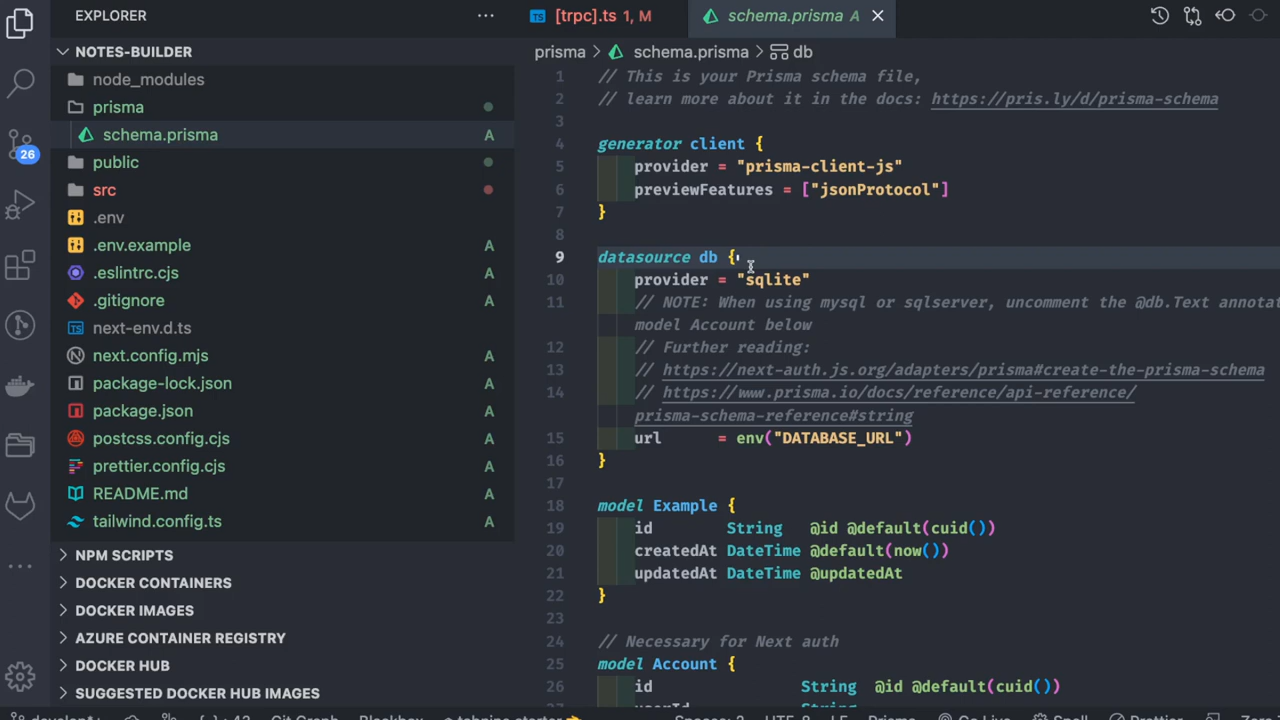 EXPLORER
NOTES-BUILDER
node_modules
prisma
schema.prisma A
public
src
.env
.env.example A
.eslintrc.cjs A
.gitignore A
next-env.d.ts
next.config.mjs A
package-lock.json A
package.json A
postcss.config.cjs A
prettier.config.cjs A
README.md A
tailwind.config.ts A
NPM SCRIPTS
DOCKER CONTAINERS
DOCKER IMAGES
AZURE CONTAINER REGISTRY
DOCKER HUB
SUGGESTED DOCKER HUB IMAGES
26
TS [trpc].ts 1, M
schema.prisma A
prisma > schema.prisma > db
1 // This is your Prisma schema file,
2 // learn more about it in the docs: https://pris.ly/d/prisma-schema
3
4 generator client {
5 provider = "prisma-client-js"
6 previewFeatures = ["jsonProtocol"]
7 }
8
9 datasource db {
10 provider = "sqlite"
11 // NOTE: When using mysql or sqlserver, uncomment the @db.Text
model Account below
12 // Further reading:
13 // https://next-auth.js.org/adapters/prisma#create-the-prisma-schema
14 // https://www.prisma.io/docs/reference/api-reference/
prisma-schema-reference#string
15 url = env("DATABASE_URL")
16 }
17
18 model Example {
19 id String @id @default(cuid())
20 createdAt DateTime @default(now())
21 updatedAt DateTime @updatedAt
22 }
23
24 // Necessary for Next auth
25 model Account {
26 id String @id @default(cuid())